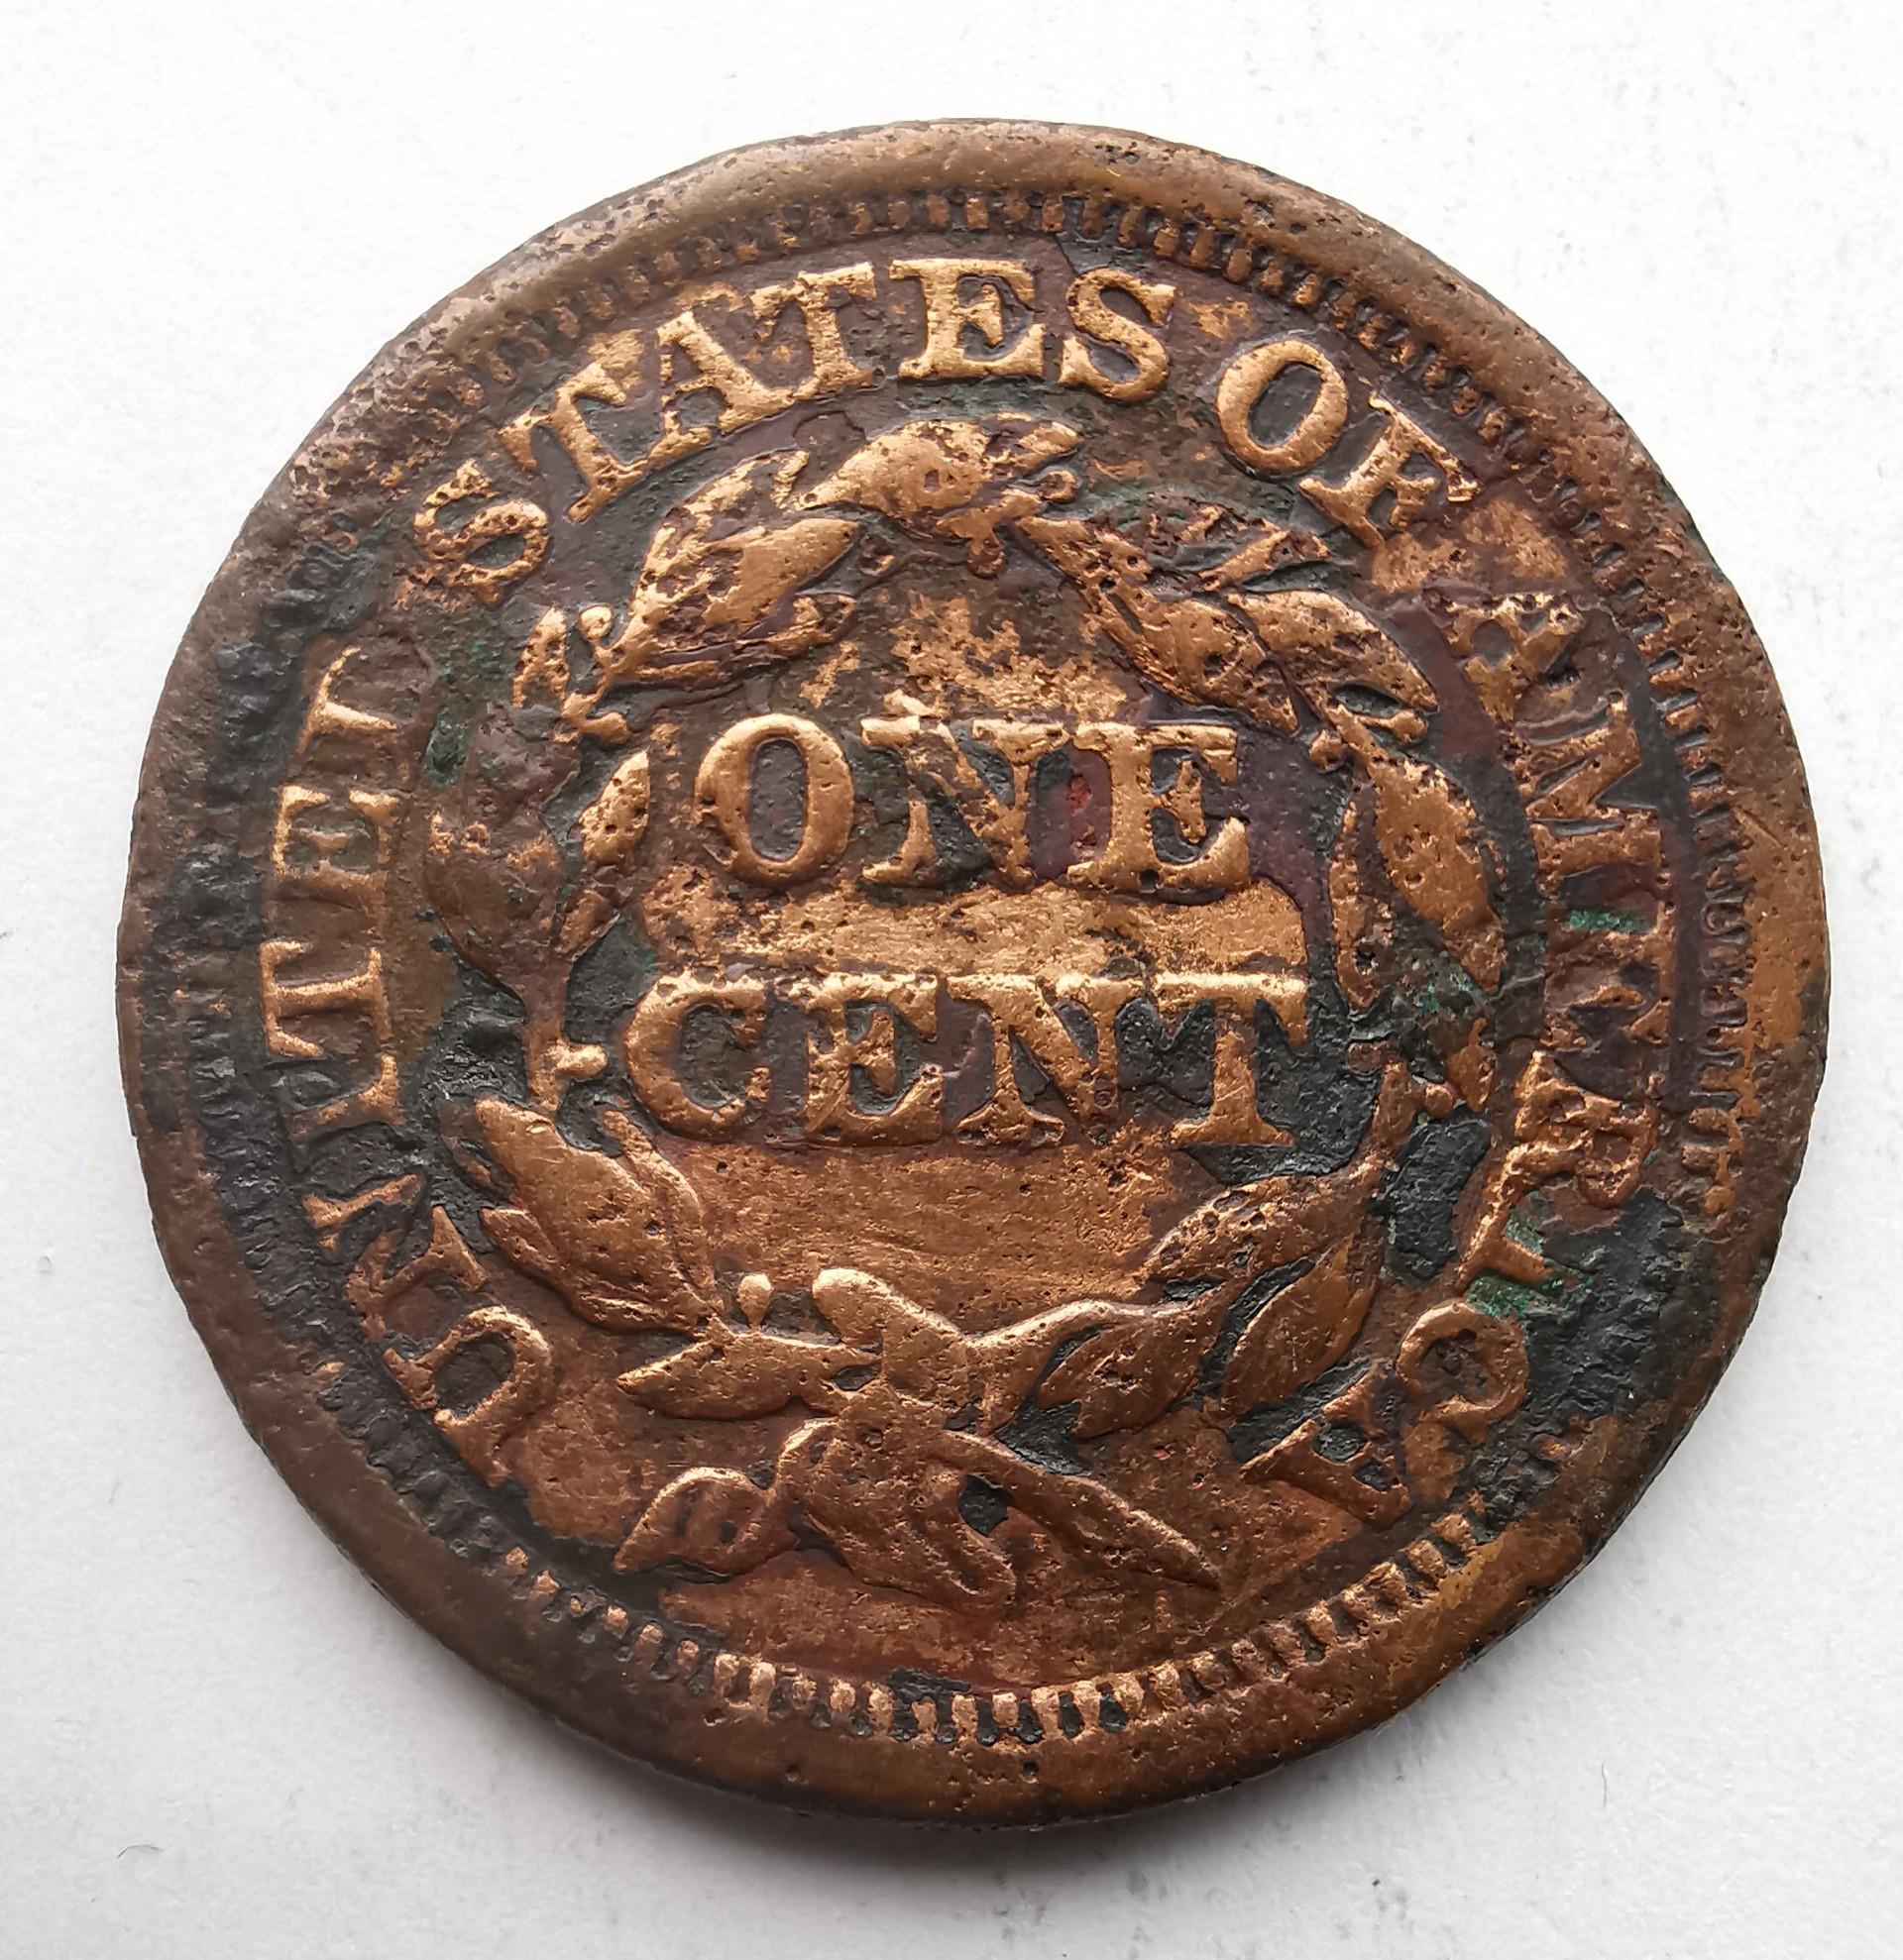 UNITED STATES OF AMERICA
ONE
CENT